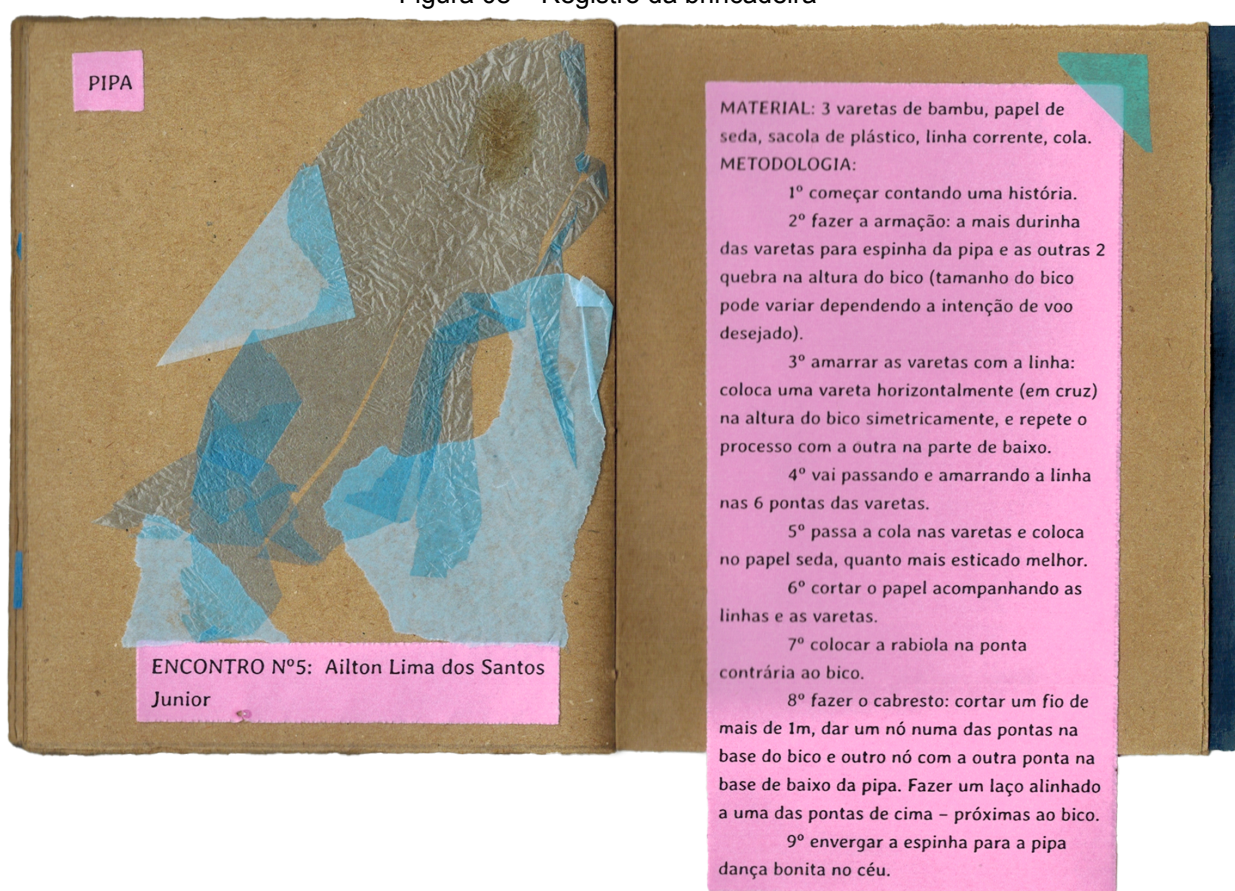 PIPA
ENCONTRO Nº5: Ailton Lima dos Santos
Junior
MATERIAL: 3 varetas de bambu, papel de
seda, sacola de plástico, linha corrente, cola.
METODOLOGIA:
1º começar contando uma história.
2º fazer a armação: a mais durinha
das varetas para espinha da pipa e as outras 2
quebra na altura do bico (tamanho do bico
pode variar dependendo a intenção de voo
desejado).
3º amarrar as varetas com a linha:
coloca uma vareta horizontalmente (em cruz)
na altura do bico simetricamente, e repete o
processo com a outra na parte de baixo.
4º vai passando e amarrando a linha
nas 6 pontas das varetas.
5º passa a cola nas varetas e coloca
no papel seda, quanto mais esticado melhor.
6º cortar o papel acompanhando as
linhas e as varetas.
7º colocar a rabiola na ponta
contrária ao bico.
8º fazer o cabresto: cortar um fio de
mais de 1m, dar um nó numa das pontas na
base do bico e outro nó com a outra ponta na
base de baixo da pipa. Fazer um laço alinhado
a uma das pontas de cima – próximas ao bico.
9º envergar a espinha para a pipa
dança bonita no céu.